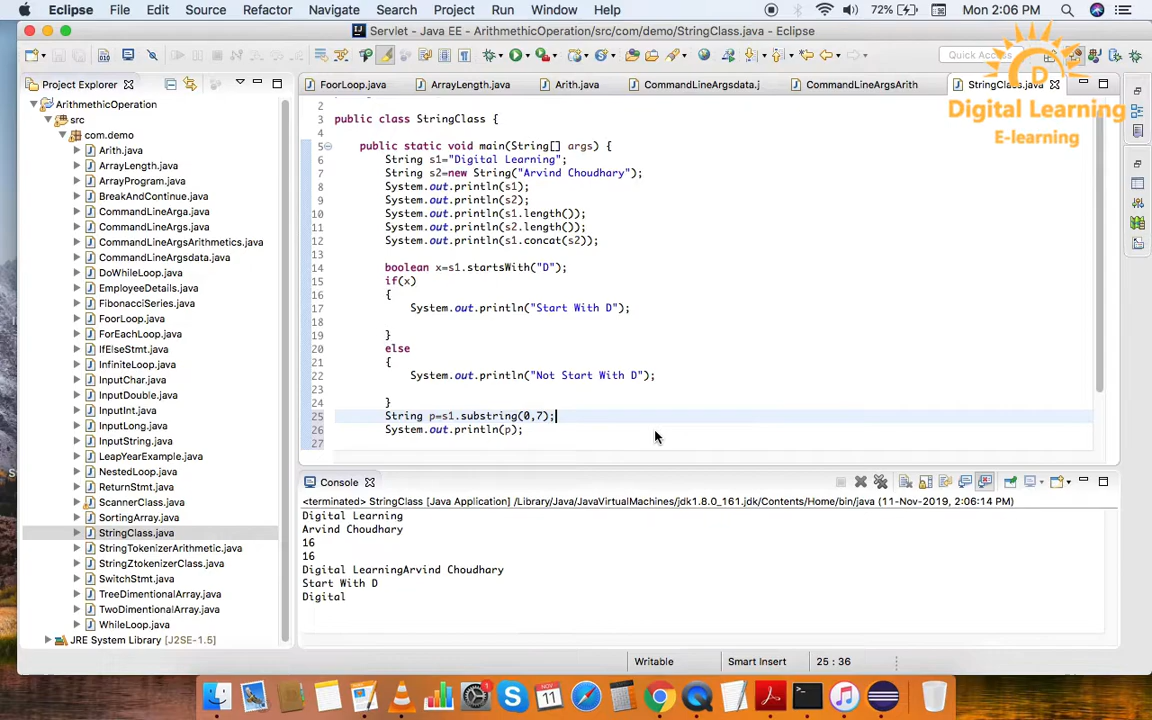 Eclipse File Edit Source Refactor Navigate Search Project Run Window Help 72% Mon 2:06 PM
Servlet - Java EE - ArithmethicOperation/src/com/demo/StringClass.java - Eclipse
Quick Access
Project Explorer
FoorLoop.java ArrayLength.java Arith.java CommandLineArgsdata.j CommandLineArgsArith StringClass.java
Digital Learning
E-learning
ArithmethicOperation
src
com.demo
Arith.java
ArrayLength.java
ArrayProgram.java
BreakAndContinue.java
CommandLineArga.java
CommandLineArgs.java
CommandLineArgsArithmetics.java
CommandLineArgsdata.java
DoWhileLoop.java
EmployeeDetails.java
FibonacciSeries.java
FoorLoop.java
ForEachLoop.java
IfElseStmt.java
InfiniteLoop.java
InputChar.java
InputDouble.java
InputInt.java
InputLong.java
InputString.java
LeapYearExample.java
NestedLoop.java
ReturnStmt.java
ScannerClass.java
SortingArray.java
StringClass.java
StringTokenizerArithmetic.java
StringZtokenizerClass.java
SwitchStmt.java
TreeDimentionalArray.java
TwoDimentionalArray.java
WhileLoop.java
JRE System Library [J2SE-1.5]
2
3 public class StringClass {
4
5 public static void main(String[] args) {
6 String s1="Digital Learning";
7 String s2=new String("Arvind Choudhary");
8 System.out.println(s1);
9 System.out.println(s2);
10 System.out.println(s1.length());
11 System.out.println(s2.length());
12 System.out.println(s1.concat(s2));
13
14 boolean x=s1.startsWith("D");
15 if(x)
16 {
17 System.out.println("Start With D");
18
19 }
20 else
21 {
22 System.out.println("Not Start With D");
23
24 }
25 String p=s1.substring(0,7);
26 System.out.println(p);
27
Console
<terminated> StringClass [Java Application] /Library/Java/JavaVirtualMachines/jdk1.8.0_161.jdk/Contents/Home/bin/java (11-Nov-2019, 2:06:14 PM)
Digital Learning
Arvind Choudhary
16
16
Digital LearningArvind Choudhary
Start With D
Digital
Writable Smart Insert 25 : 36
NOV
11
1